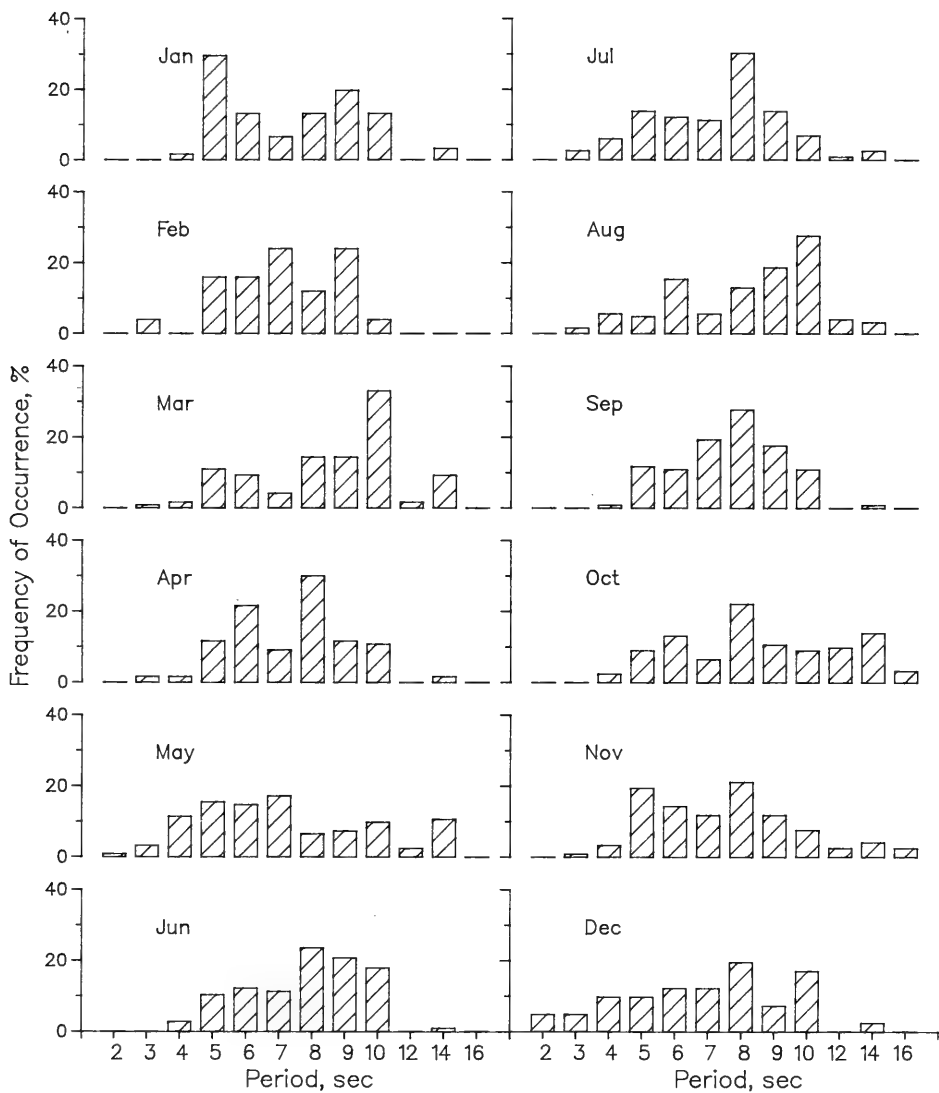 Frequency of Occurrence, %
40
20
0
Jan
Jul
40
20
0
Feb
Aug
40
20
0
Mar
Sep
40
20
0
Apr
Oct
40
20
0
May
Nov
40
20
0
Jun
Dec
2 3 4 5 6 7 8 9 10 12 14 16
2 3 4 5 6 7 8 9 10 12 14 16
Period, sec
Period, sec